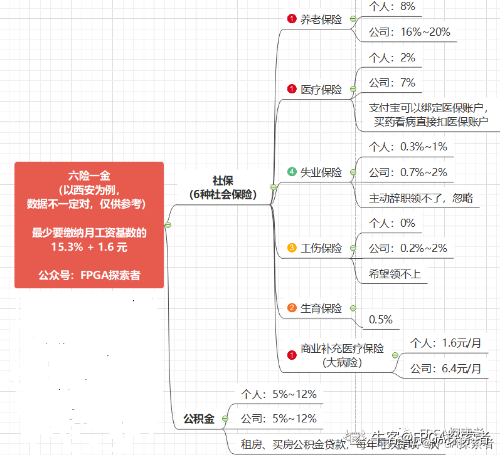 六险一金
（以西安为例，
数据不一定对，仅供参考）
最少要缴纳月工资基数的
15.3% + 1.6 元
公众号：FPGA探索者
社保
（6种社会保险）
1 养老保险
个人：8%
公司：16%~20%
1 医疗保险
个人：2%
公司：7%
支付宝可以绑定医保账户，
买药看病直接扣医保账户
4 失业保险
个人：0.3%~1%
公司：0.7%~2%
主动辞职领不了，忽略
3 工伤保险
个人：0%
公司：0.2%~2%
希望领不上
2 生育保险
0.5%
1 商业补充医疗保险
（大病险）
个人：1.6元/月
公司：6.4元/月
公积金
个人：5%~12%
公司：5%~12%
租房、买房公积金贷款，每年可以提取
牛客@FPGA探索者